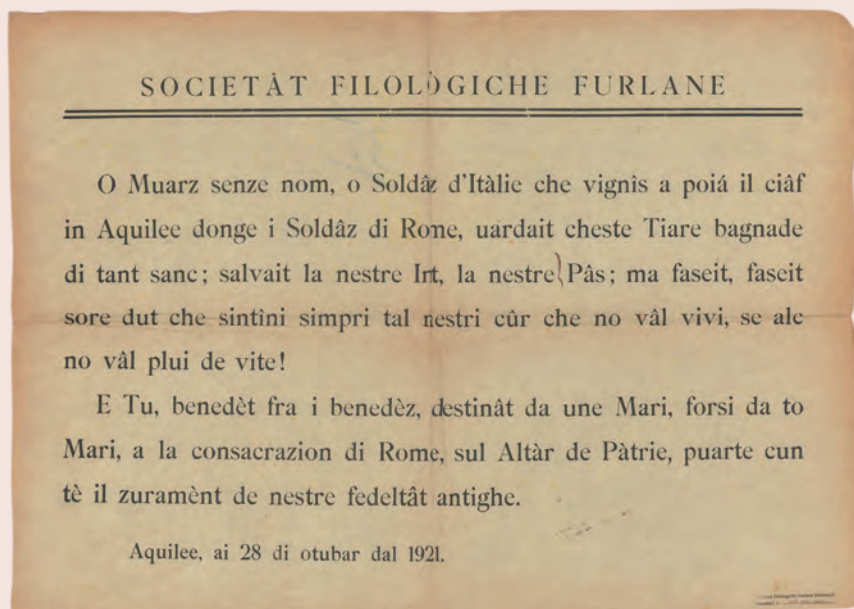 SOCIETÂT FILOLÒGICHE FURLANE
O Muarz senze nom, o Soldâz d'Itàlie che vignîs a poiá il ciâf
in Aquilee donge i Soldâz di Rome, uardait cheste Tiare bagnade
di tant sanc; salvait la nestre Int, la nestre Pâs; ma faseit, faseit
sore dut che sintîni simpri tal nestri cûr che no vâl vivi, se alc
no vâl plui de vite!
E Tu, benedèt fra i benedèz, destinât da une Mari, forsi da to
Mari, a la consacrazion di Rome, sul Altàr de Pàtrie, puarte cun
tè il zuramènt de nestre fedeltât antighe.
Aquilee, ai 28 di otubar dal 1921.